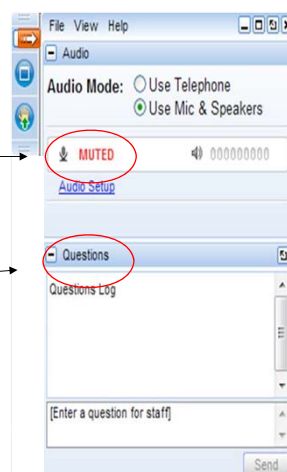 File View Help
Audio
Audio Mode: Use Telephone
Use Mic & Speakers
MUTED 000000000
Audio Setup
Questions
Questions Log
[Enter a question for staff]
Send